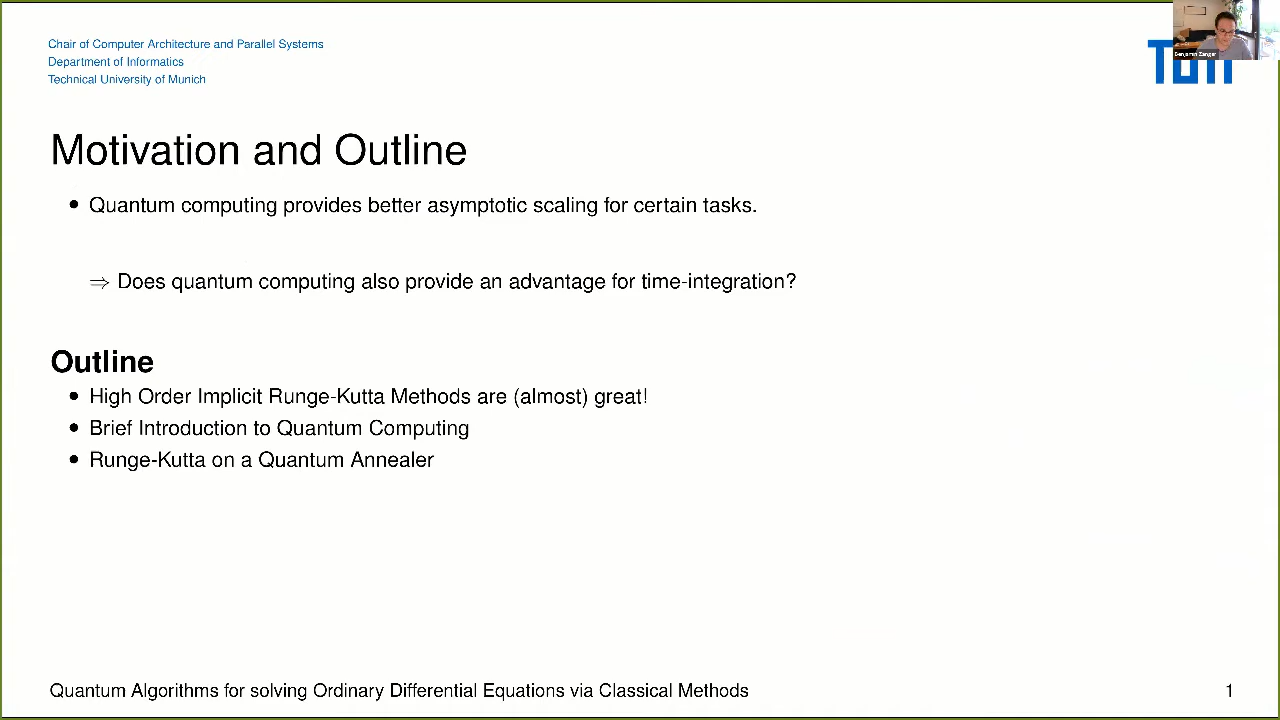 Chair of Computer Architecture and Parallel Systems
Department of Informatics
Technical University of Munich
Benjamin Zanger
Motivation and Outline
• Quantum computing provides better asymptotic scaling for certain tasks.
⇒ Does quantum computing also provide an advantage for time-integration?
Outline
• High Order Implicit Runge-Kutta Methods are (almost) great!
• Brief Introduction to Quantum Computing
• Runge-Kutta on a Quantum Annealer
Quantum Algorithms for solving Ordinary Differential Equations via Classical Methods
1